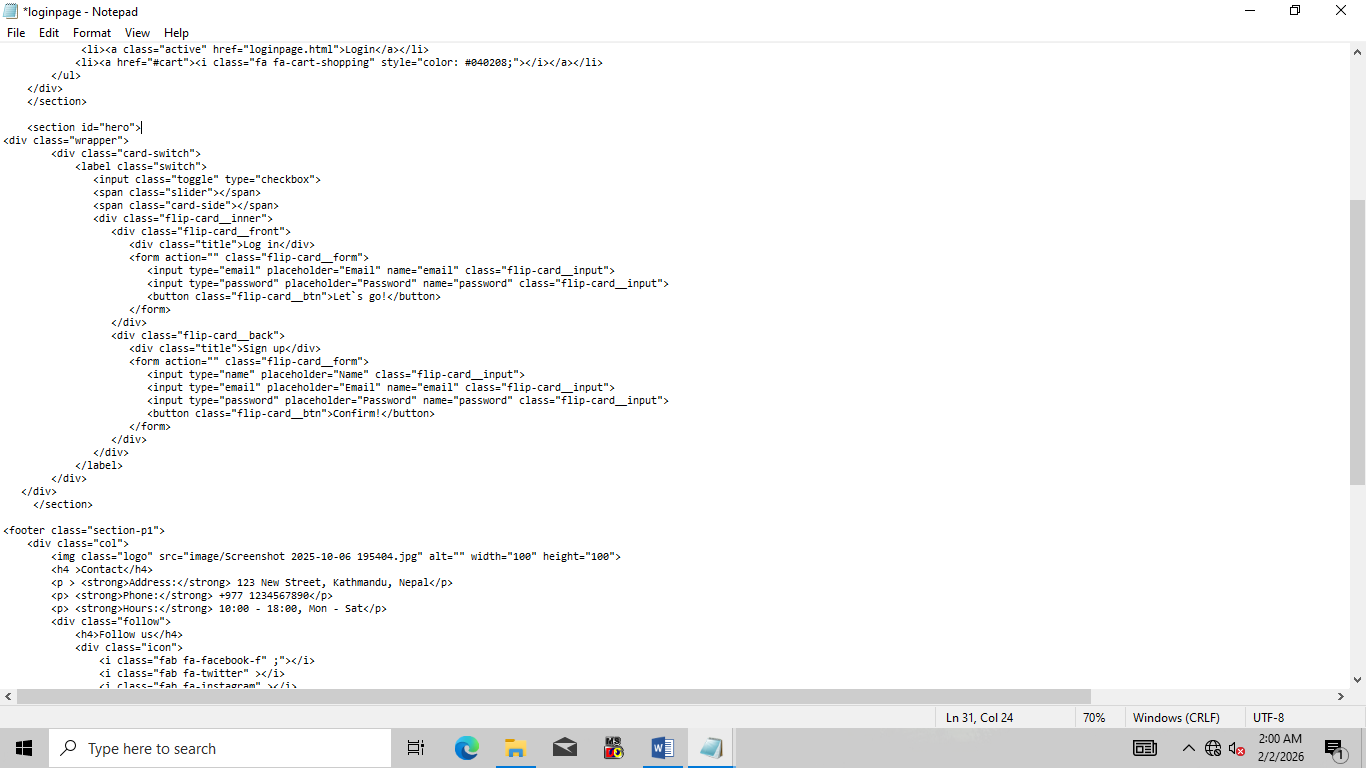 *loginpage - Notepad
File Edit Format View Help
<li><a class="active" href="loginpage.html">Login</a></li>
<li><a href="#cart"><i class="fa fa-cart-shopping" style="color: #040208;"></i></a></li>
</ul>
</div>
</section>
<section id="hero">
<div class="wrapper">
<div class="card-switch">
<label class="switch">
<input class="toggle" type="checkbox">
<span class="slider"></span>
<span class="card-side"></span>
<div class="flip-card__inner">
<div class="flip-card__front">
<div class="title">Log in</div>
<form action="" class="flip-card__form">
<input type="email" placeholder="Email" name="email" class="flip-card__input">
<input type="password" placeholder="Password" name="password" class="flip-card__input">
<button class="flip-card__btn">Let`s go!</button>
</form>
</div>
<div class="flip-card__back">
<div class="title">Sign up</div>
<form action="" class="flip-card__form">
<input type="name" placeholder="Name" class="flip-card__input">
<input type="email" placeholder="Email" name="email" class="flip-card__input">
<input type="password" placeholder="Password" name="password" class="flip-card__input">
<button class="flip-card__btn">Confirm!</button>
</form>
</div>
</div>
</label>
</div>
</div>
</section>
<footer class="section-p1">
<div class="col">
<img class="logo" src="image/Screenshot 2025-10-06 195404.jpg" alt="" width="100" height="100">
<h4 >Contact</h4>
<p > <strong>Address:</strong> 123 New Street, Kathmandu, Nepal</p>
<p> <strong>Phone:</strong> +977 1234567890</p>
<p> <strong>Hours:</strong> 10:00 - 18:00, Mon - Sat</p>
<div class="follow">
<h4>Follow us</h4>
<div class="icon">
<i class="fab fa-facebook-f" ;"></i>
<i class="fab fa-twitter" ></i>
<i class="fab fa-instagram" ></i>
Ln 31, Col 24 70% Windows (CRLF) UTF-8
Type here to search
2:00 AM
2/2/2026
1